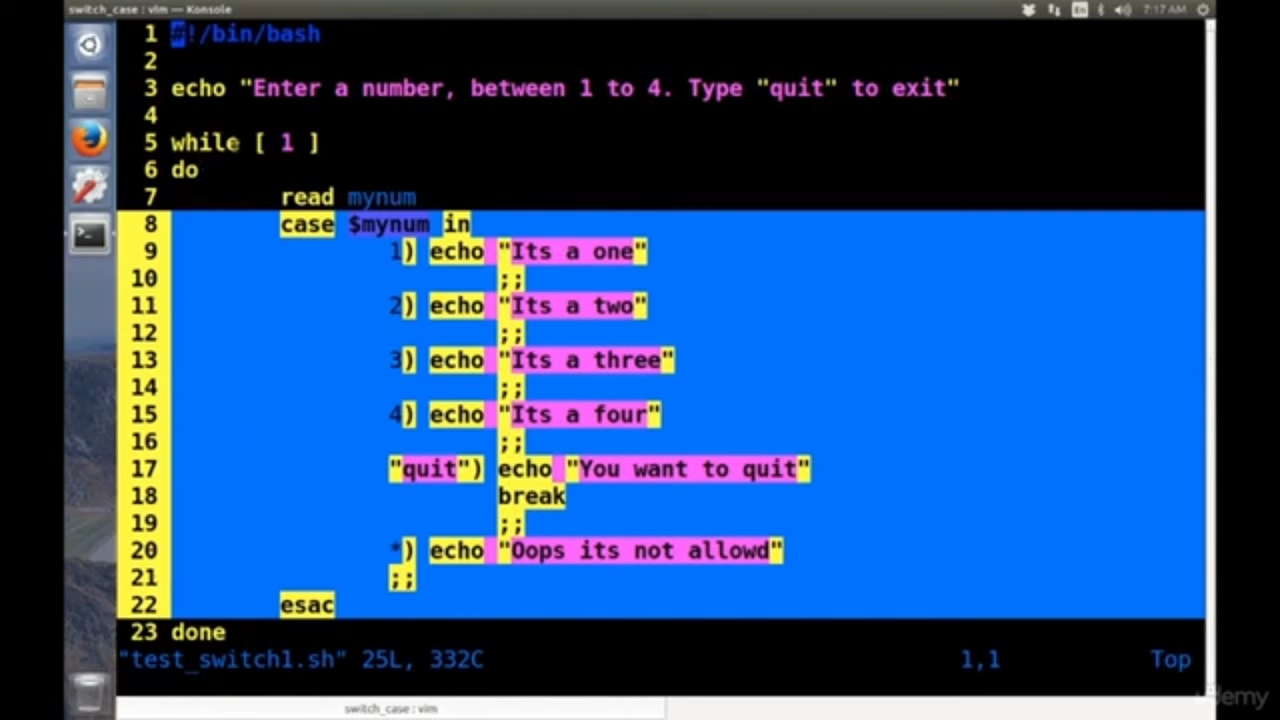 switch_case : vim — Konsole
En 7:17 AM
1 #!/bin/bash
2
3 echo "Enter a number, between 1 to 4. Type "quit" to exit"
4
5 while [ 1 ]
6 do
7 read mynum
8 case $mynum in
9 1) echo "Its a one"
10 ;;
11 2) echo "Its a two"
12 ;;
13 3) echo "Its a three"
14 ;;
15 4) echo "Its a four"
16 ;;
17 "quit") echo "You want to quit"
18 break
19 ;;
20 *) echo "Oops its not allowd"
21 ;;
22 esac
23 done
"test_switch1.sh" 25L, 332C 1,1 Top
udemy
switch_case : vim